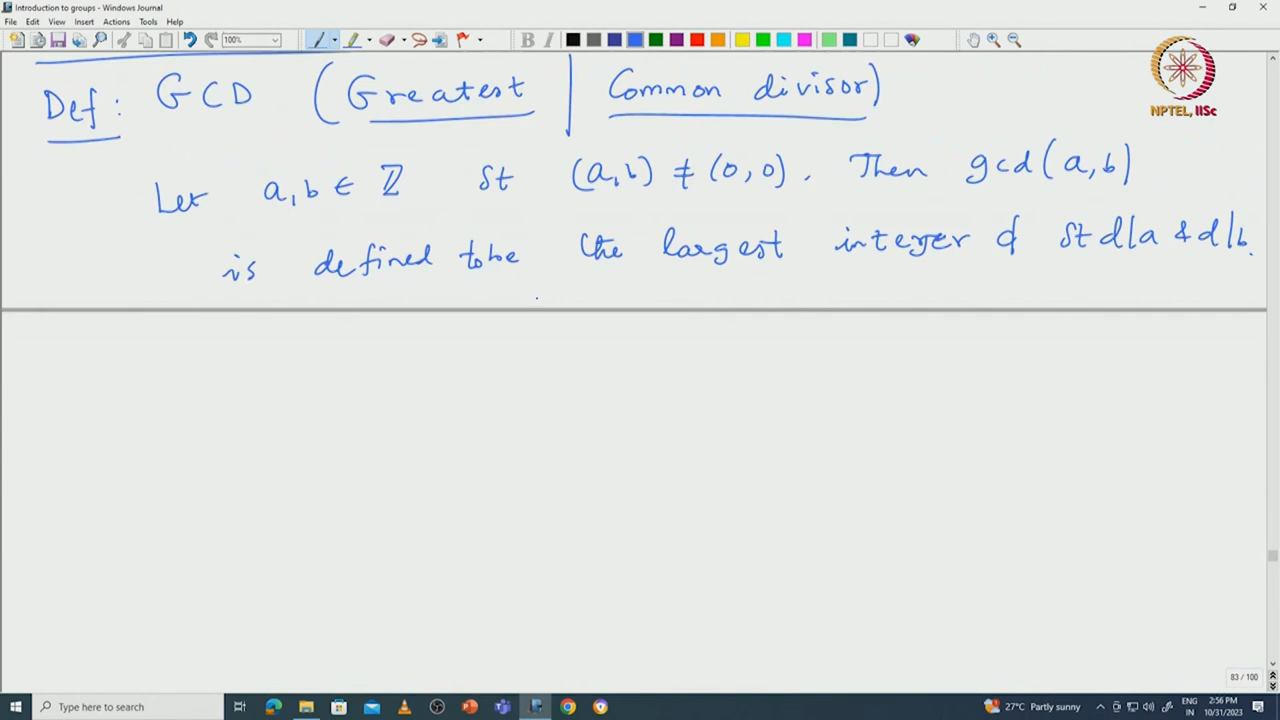 Introduction to groups - Windows Journal
File Edit View Insert Actions Tools Help
100%
B I
NPTEL, IISc
Def: GCD (Greatest | Common divisor)
Let a,b ∈ ℤ st (a,b) ≠ (0,0). Then gcd(a,b)
is defined to be the largest integer d st d|a & d|b.
83 / 100
Type here to search
27°C Partly sunny
ENG
IN
2:56 PM
10/31/2023